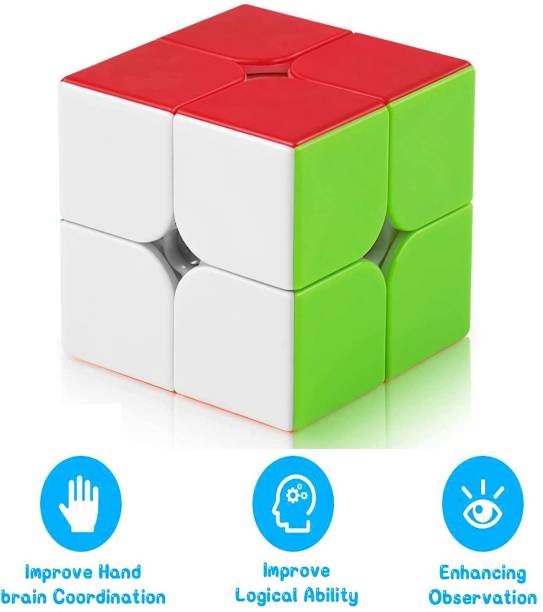 Improve Hand
brain Coordination
Improve
Logical Ability
Enhancing
Observation